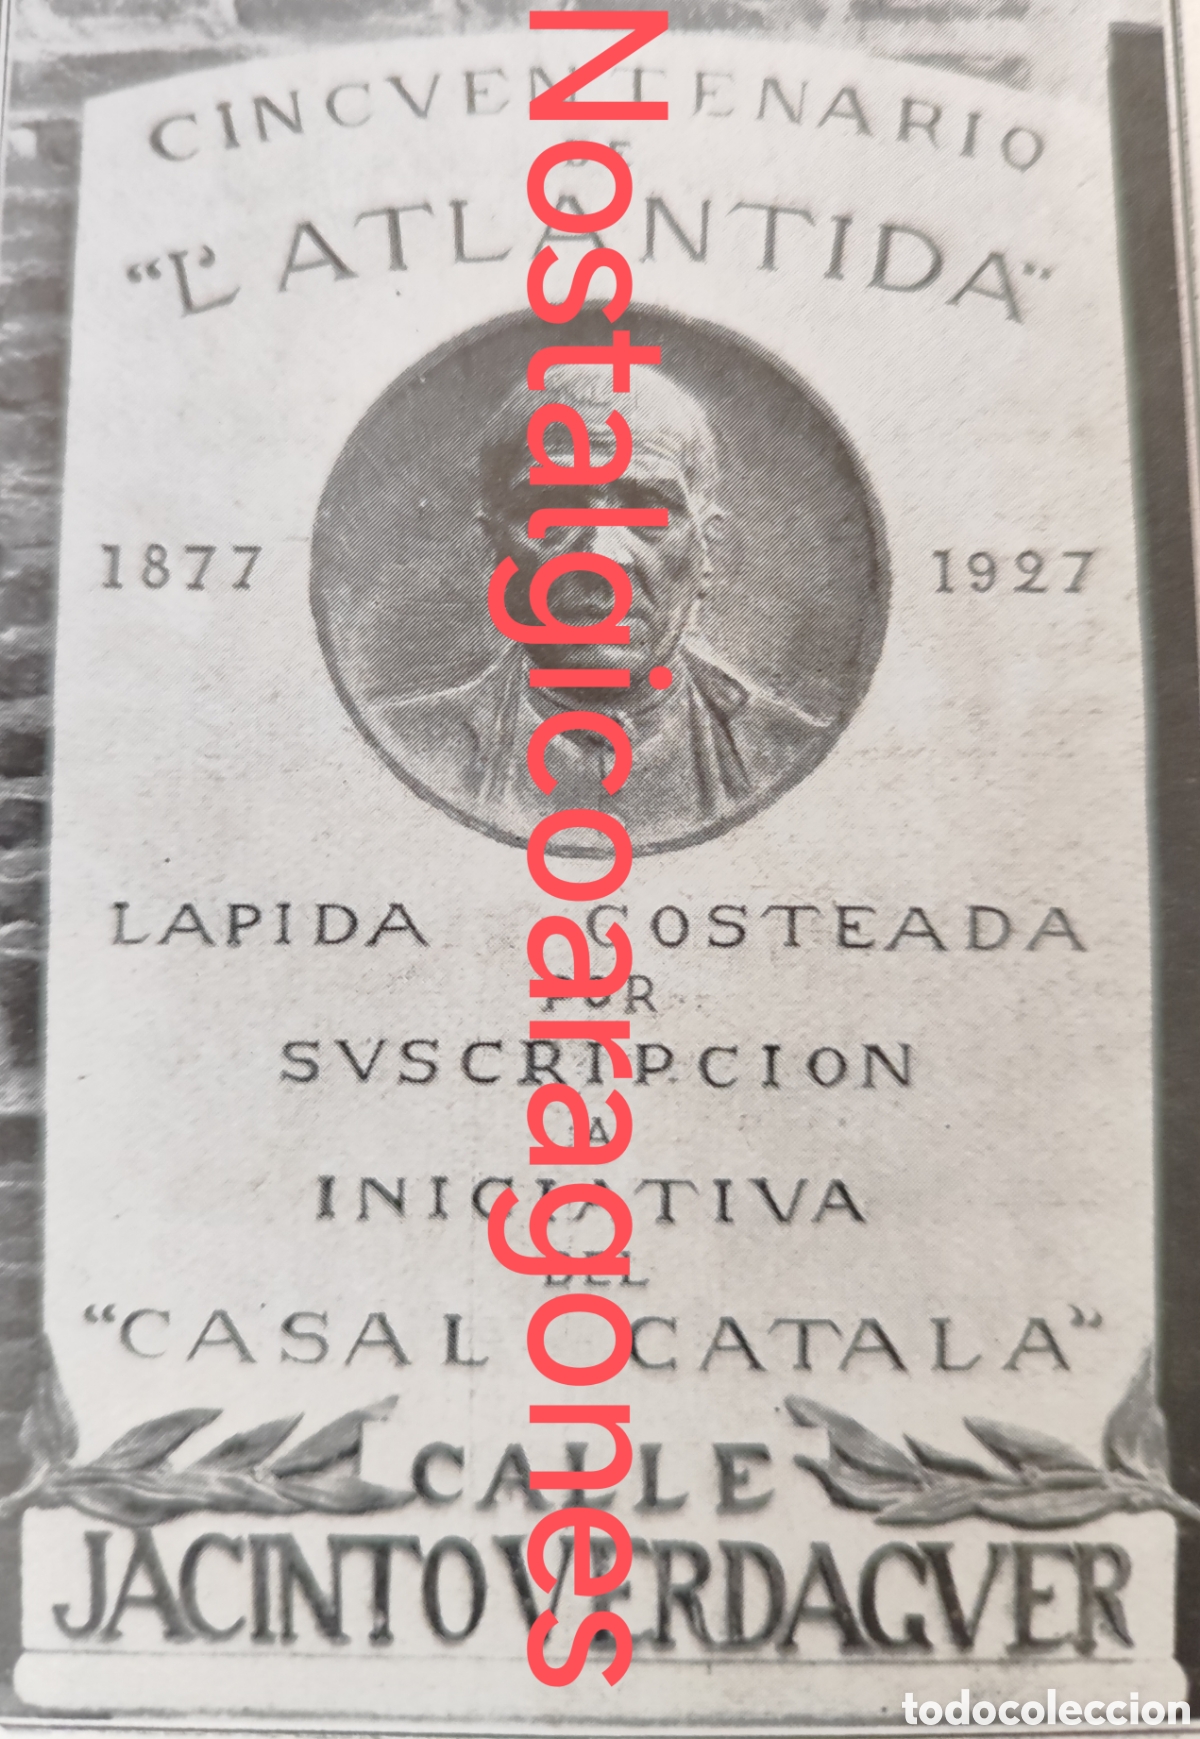 CINCVENTENARIO
DE
“L'ATLANTIDA”
1877 1927
LAPIDA COSTEADA
POR
SVSCRIPCION
A
INICIATIVA
DEL
“CASAL CATALA”
CALLE
JACINTO VERDAGVER
Nostalgicoaragones
todocoleccion